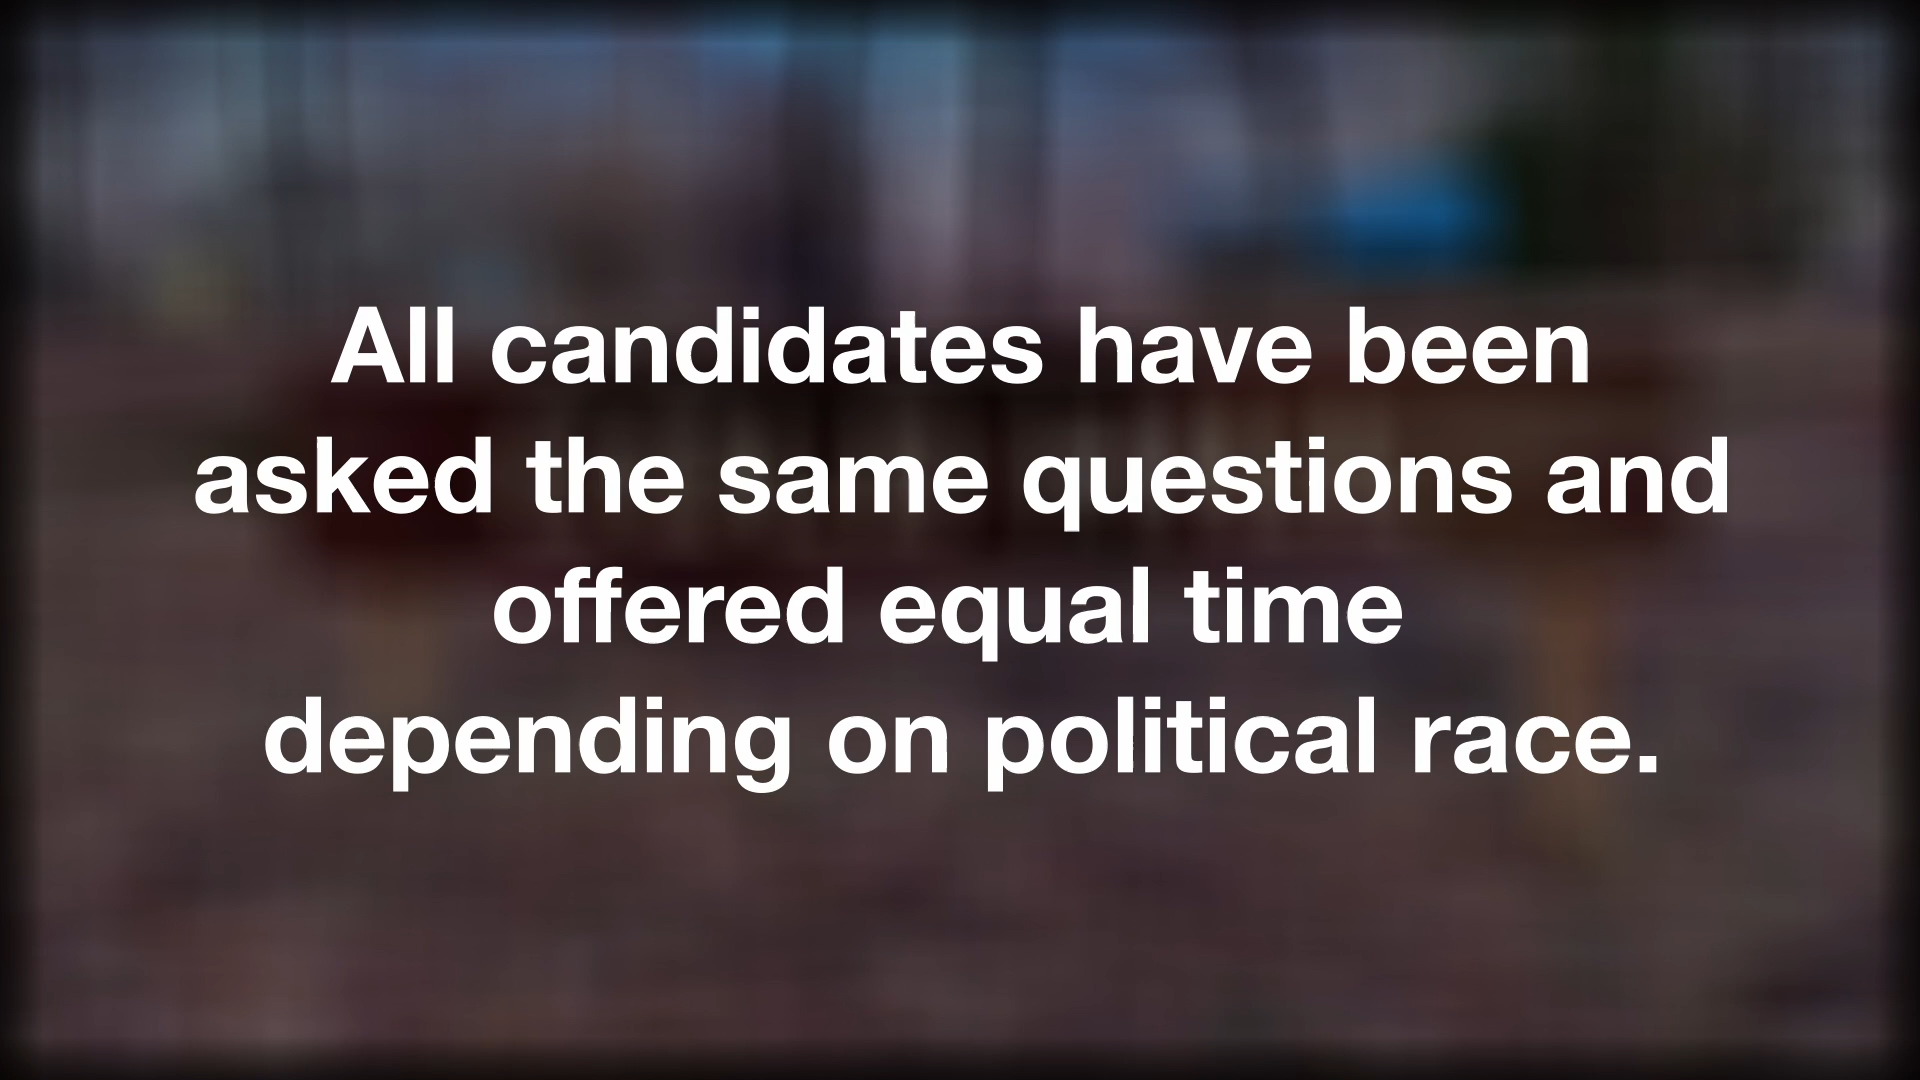 All candidates have been
asked the same questions and
offered equal time
depending on political race.